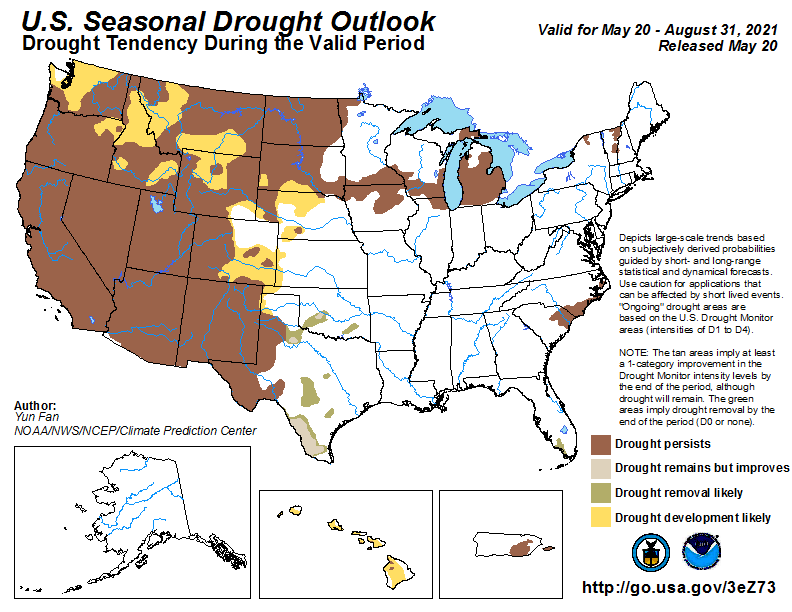 U.S. Seasonal Drought Outlook
Drought Tendency During the Valid Period
Valid for May 20 - August 31, 2021
Released May 20
Depicts large-scale trends based
on subjectively derived probabilities
guided by short- and long-range
statistical and dynamical forecasts.
Use caution for applications that
can be affected by short lived events.
"Ongoing" drought areas are
based on the U.S. Drought Monitor
areas (intensities of D1 to D4).
NOTE: The tan areas imply at least
a 1-category improvement in the
Drought Monitor intensity levels by
the end of the period, although
drought will remain. The green
areas imply drought removal by the
end of the period (D0 or none).
Author:
Yun Fan
NOAA/NWS/NCEP/Climate Prediction Center
Drought persists
Drought remains but improves
Drought removal likely
Drought development likely
http://go.usa.gov/3eZ73